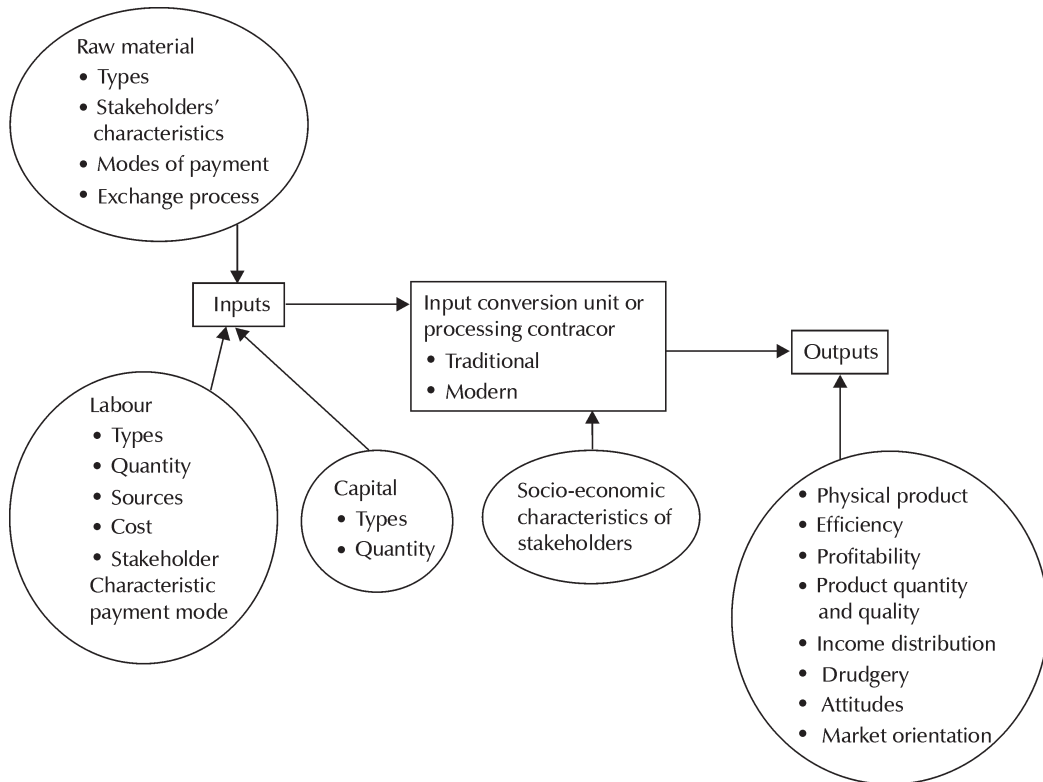 Raw material
• Types
• Stakeholders’
characteristics
• Modes of payment
• Exchange process
Inputs
Input conversion unit or
processing contracor
• Traditional
• Modern
Outputs
Labour
• Types
• Quantity
• Sources
• Cost
• Stakeholder
Characteristic
payment mode
Capital
• Types
• Quantity
Socio-economic
characteristics of
stakeholders
• Physical product
• Efficiency
• Profitability
• Product quantity
and quality
• Income distribution
• Drudgery
• Attitudes
• Market orientation